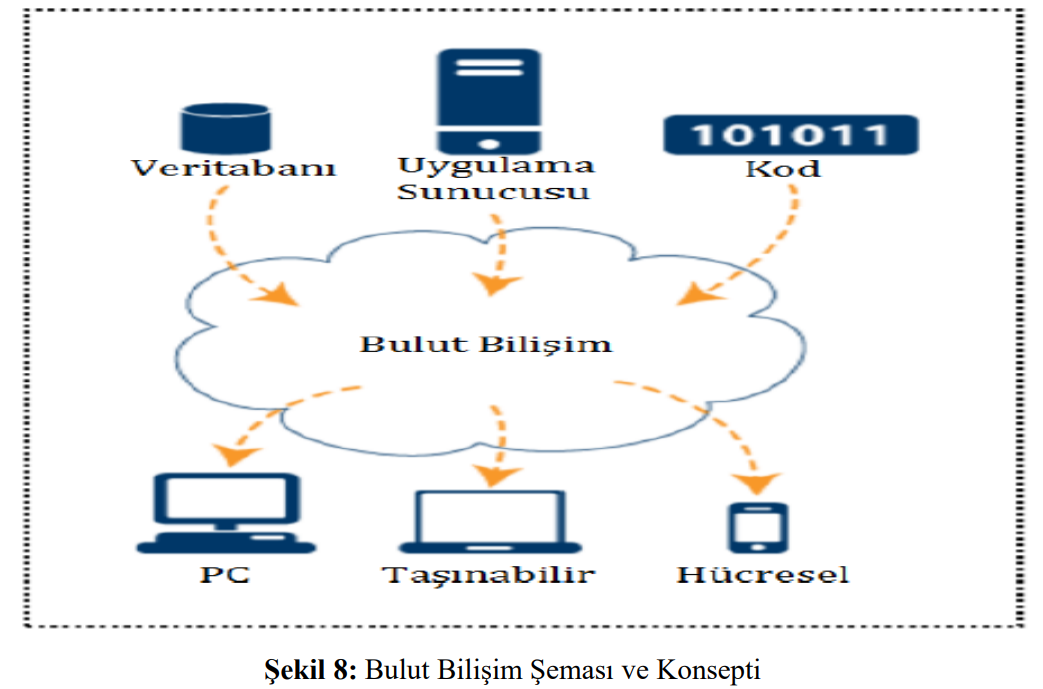 Veritabanı
Uygulama
Sunucusu
101011
Kod
Bulut Bilişim
PC
Taşınabilir
Hücresel
Şekil 8: Bulut Bilişim Şeması ve Konsepti